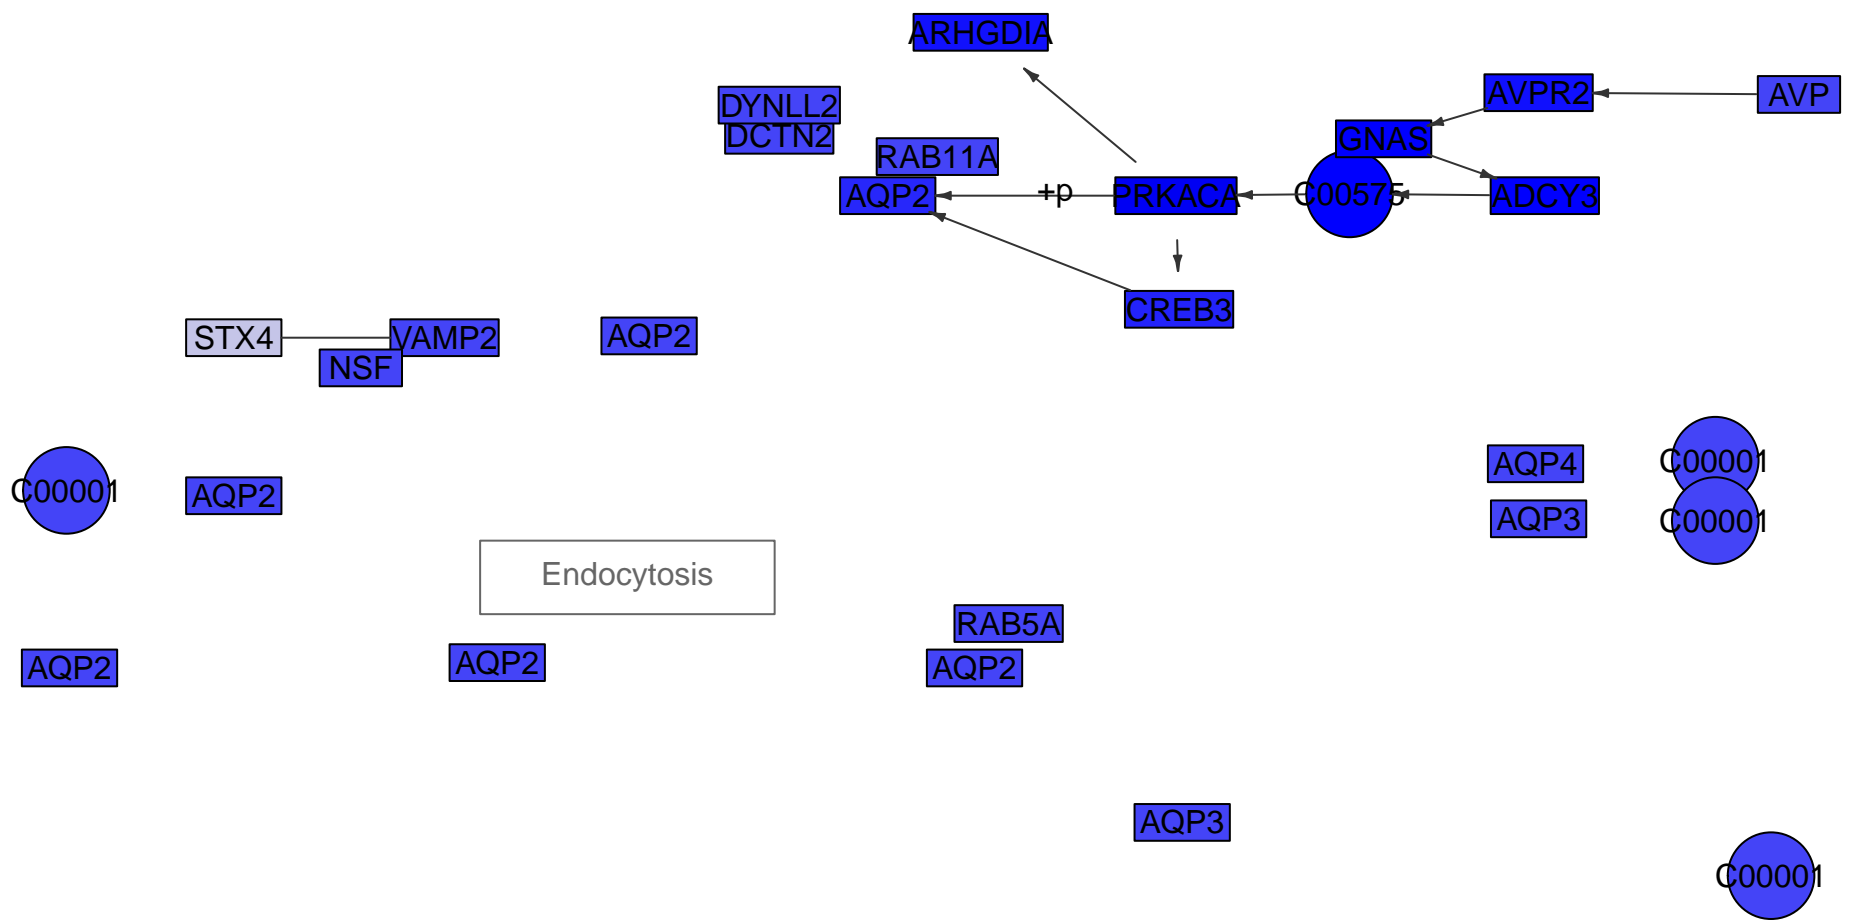 ARHGDIA
DYNLL2
DCTN2
AVPR2
AVP
GNAS
RAB11A
AQP2
+p
PRKACA
C00575
ADCY3
CREB3
STX4
VAMP2
NSF
AQP2
C00001
AQP2
AQP4
C00001
AQP3
C00001
Endocytosis
RAB5A
AQP2
AQP2
AQP2
AQP3
C00001